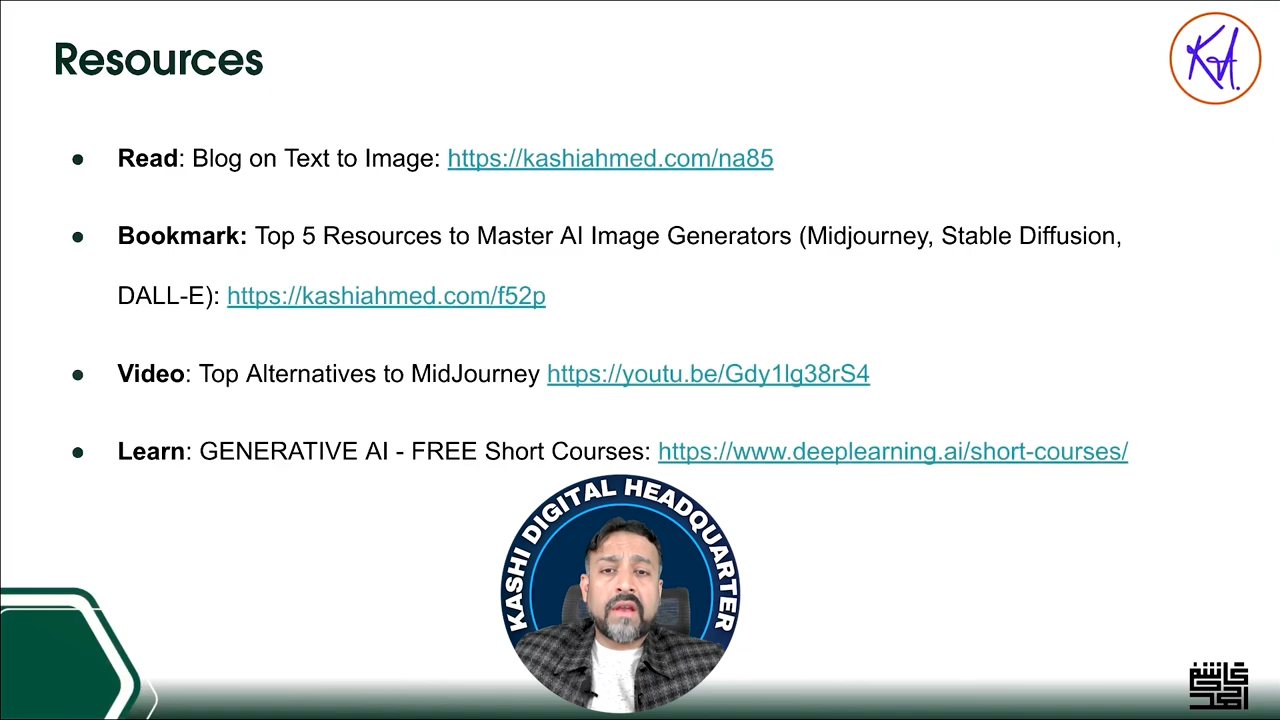 Resources
KA.
● Read: Blog on Text to Image: https://kashiahmed.com/na85
● Bookmark: Top 5 Resources to Master AI Image Generators (Midjourney, Stable Diffusion,
DALL-E): https://kashiahmed.com/f52p
● Video: Top Alternatives to MidJourney https://youtu.be/Gdy1lg38rS4
● Learn: GENERATIVE AI - FREE Short Courses: https://www.deeplearning.ai/short-courses/
KASHI DIGITAL HEADQUARTER